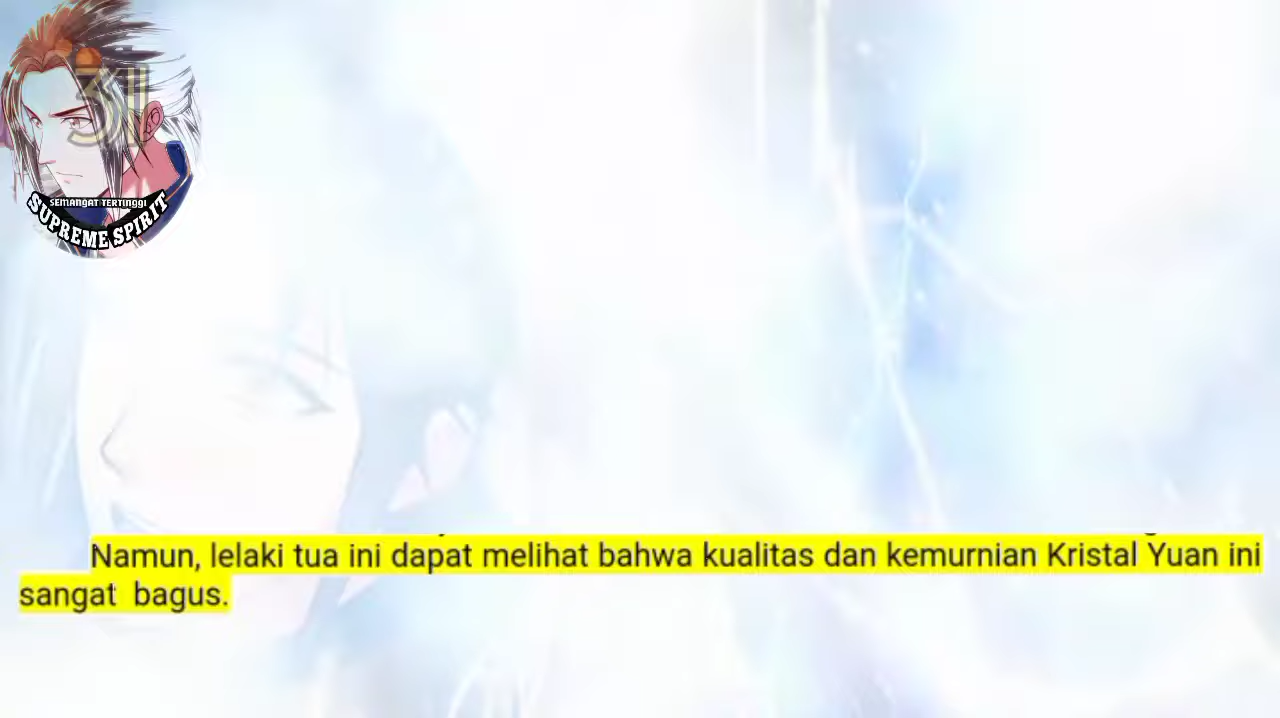 31
SEMANGAT TERTINGGI
SUPREME SPIRIT
Namun, lelaki tua ini dapat melihat bahwa kualitas dan kemurnian Kristal Yuan ini
sangat bagus.